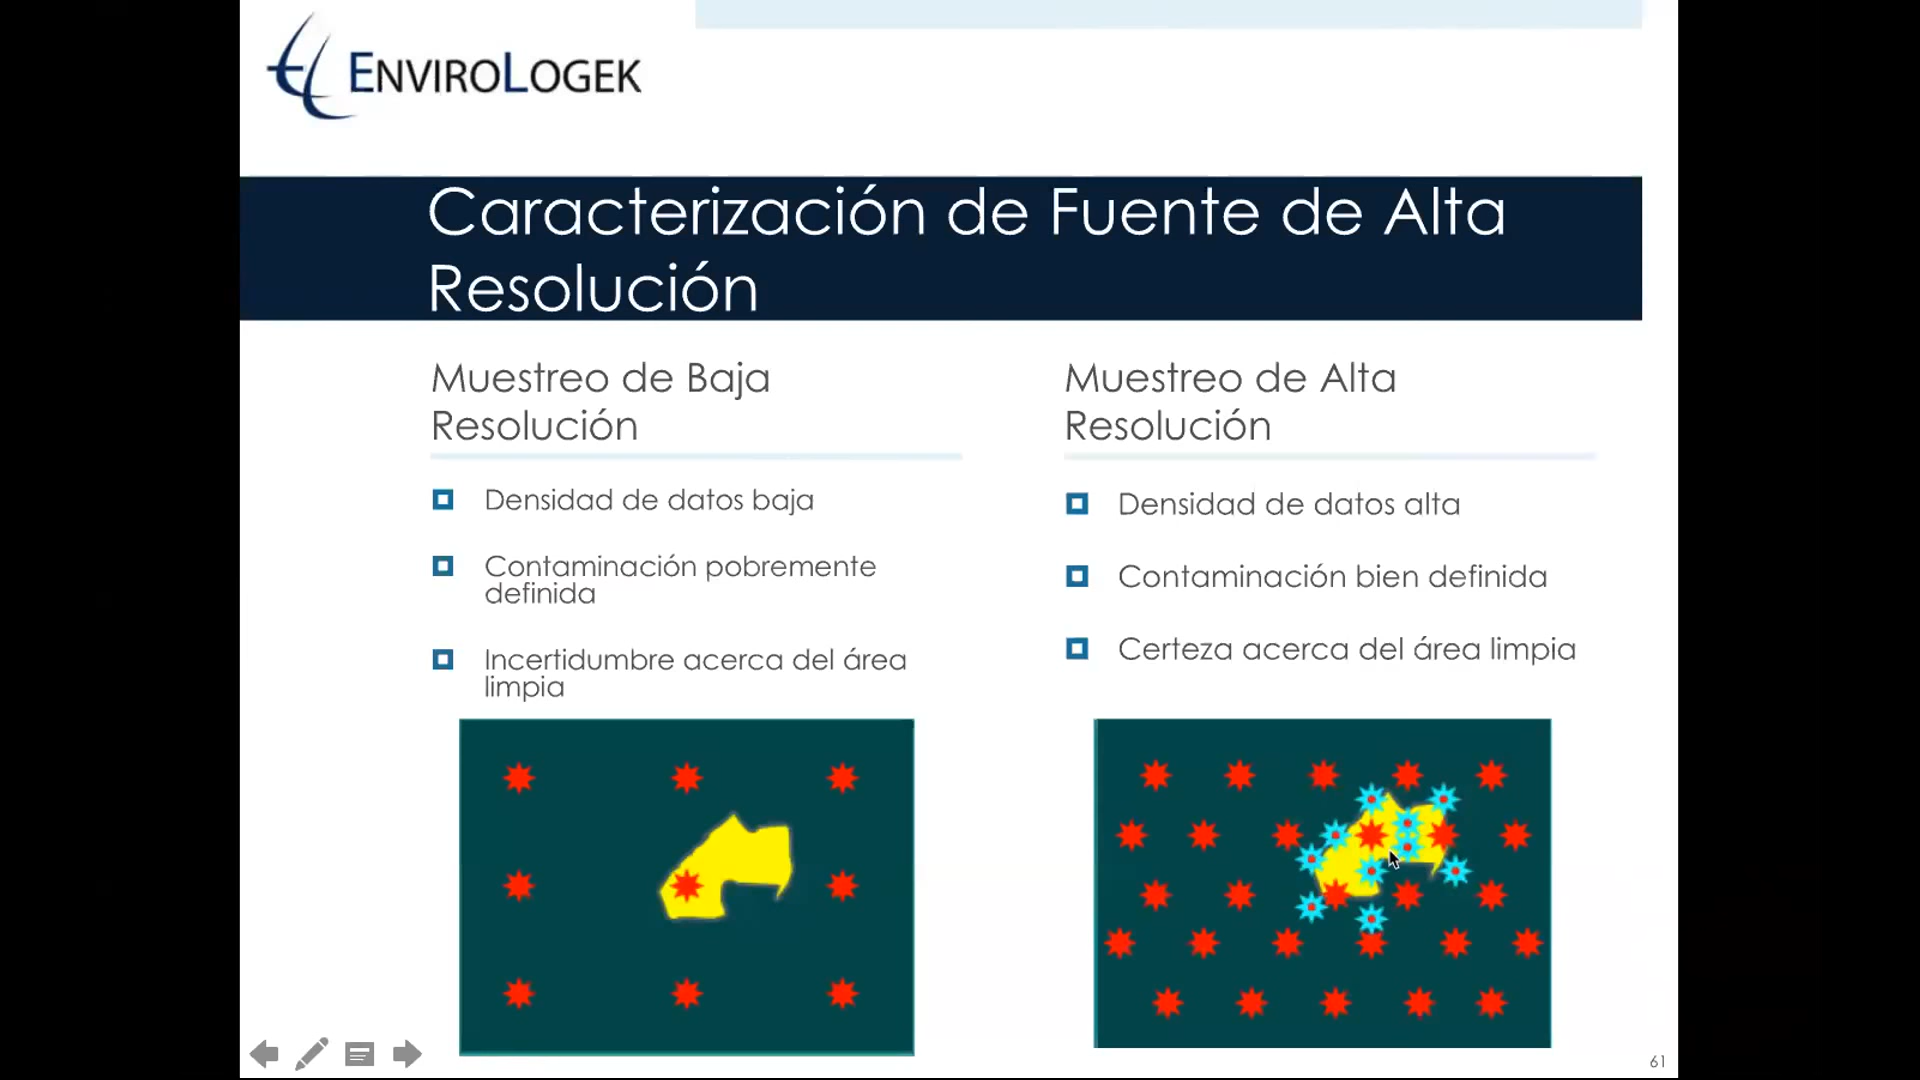 ENVIROLOGEK
Caracterización de Fuente de Alta
Resolución
Muestreo de Baja
Resolución
Densidad de datos baja
Contaminación pobremente
definida
Incertidumbre acerca del área
limpia
Muestreo de Alta
Resolución
Densidad de datos alta
Contaminación bien definida
Certeza acerca del área limpia
61